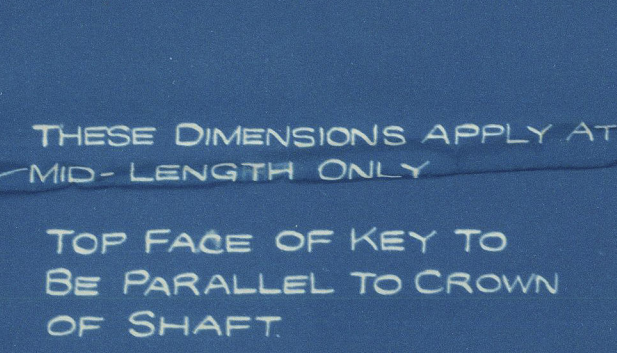 THESE DIMENSIONS APPLY AT
MID-LENGTH ONLY
TOP FACE OF KEY TO
BE PARALLEL TO CROWN
OF SHAFT.